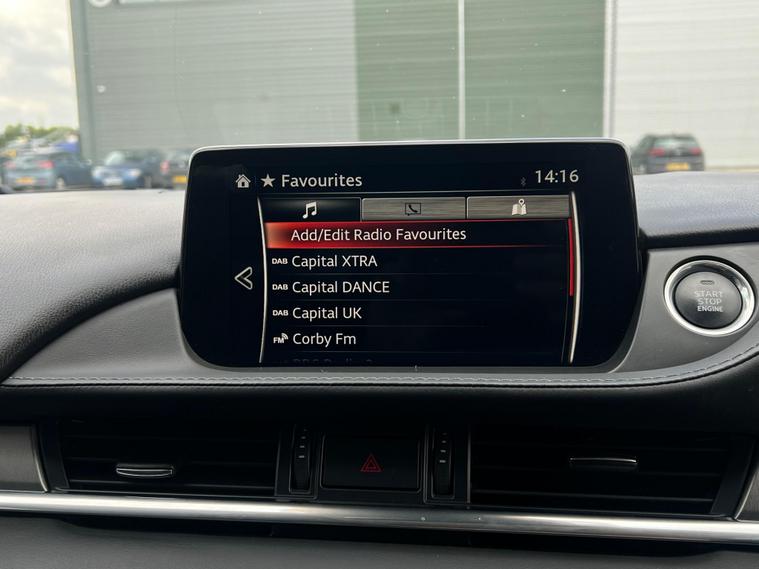 Favourites
14:16
Add/Edit Radio Favourites
DAB Capital XTRA
DAB Capital DANCE
DAB Capital UK
FM Corby Fm
START
STOP
ENGINE